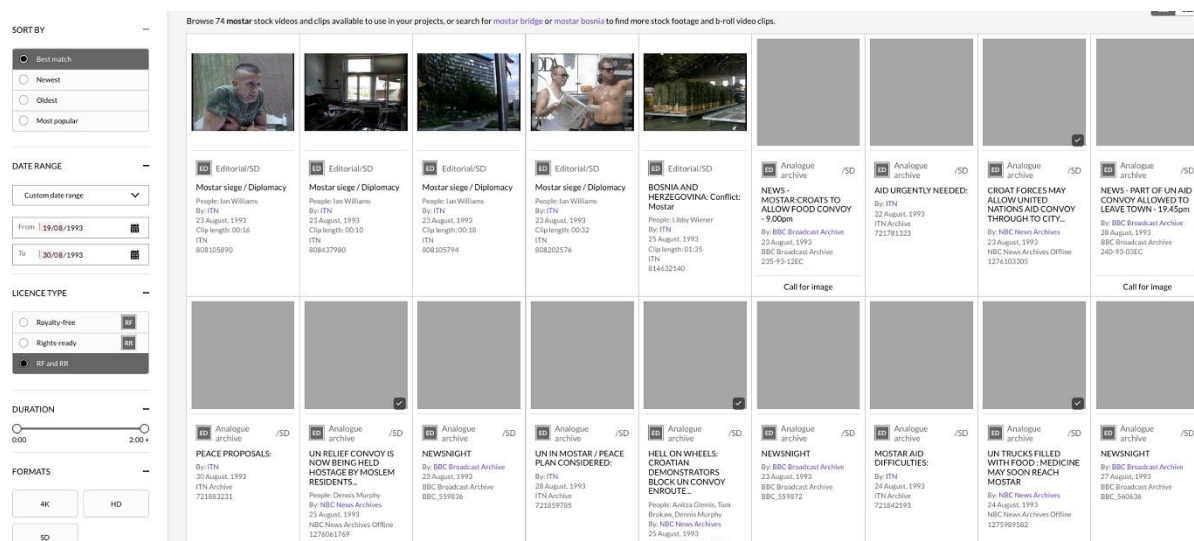 Browse 74 mostar stock videos and clips available to use in your projects, or search for mostar bridge or mostar bosnia to find more stock footage and b-roll video clips.
SORT BY
Best match
Newest
Oldest
Most popular
DATE RANGE
Custom date range
From 19/08/1993
To 30/08/1993
LICENCE TYPE
Royalty-free RF
Rights-ready RR
RF and RR
DURATION
0:00 2:00 +
FORMATS
4K HD
SD
ED Editorial/SD
Mostar siege / Diplomacy
People: Ian Williams
By: ITN
23 August, 1993
Clip length: 00:16
ITN
808105890
ED Editorial/SD
Mostar siege / Diplomacy
People: Ian Williams
By: ITN
23 August, 1993
Clip length: 00:10
ITN
808437980
ED Editorial/SD
Mostar siege / Diplomacy
People: Ian Williams
By: ITN
23 August, 1993
Clip length: 00:18
ITN
808105794
ED Editorial/SD
Mostar siege / Diplomacy
People: Ian Williams
By: ITN
23 August, 1993
Clip length: 00:32
ITN
808202576
ED Editorial/SD
BOSNIA AND
HERZEGOVINA: Conflict:
Mostar
People: Libby Wiener
By: ITN
25 August, 1993
Clip length: 01:35
ITN
814632140
ED Analogue
archive /SD
NEWS -
MOSTAR:CROATS TO
ALLOW FOOD CONVOY
- 9.00pm
By: BBC Broadcast Archive
23 August, 1993
BBC Broadcast Archive
235-93-12EC
Call for image
ED Analogue
archive /SD
AID URGENTLY NEEDED:
By: ITN
22 August, 1993
ITN Archive
721781323
ED Analogue
archive /SD
CROAT FORCES MAY
ALLOW UNITED
NATIONS AID CONVOY
THROUGH TO CITY...
By: NBC News Archives
23 August, 1993
NBC News Archives Offline
1276103305
ED Analogue
archive /SD
NEWS - PART OF UN AID
CONVOY ALLOWED TO
LEAVE TOWN - 19.45pm
By: BBC Broadcast Archive
28 August, 1993
BBC Broadcast Archive
240-93-03EC
Call for image
ED Analogue
archive /SD
PEACE PROPOSALS:
By: ITN
30 August, 1993
ITN Archive
721883231
ED Analogue
archive /SD
UN RELIEF CONVOY IS
NOW BEING HELD
HOSTAGE BY MOSLEM
RESIDENTS...
People: Dennis Murphy
By: NBC News Archives
25 August, 1993
NBC News Archives Offline
1276061769
ED Analogue
archive /SD
NEWSNIGHT
By: BBC Broadcast Archive
23 August, 1993
BBC Broadcast Archive
BBC_559836
ED Analogue
archive /SD
UN IN MOSTAR / PEACE
PLAN CONSIDERED:
By: ITN
28 August, 1993
ITN Archive
721859785
ED Analogue
archive /SD
HELL ON WHEELS:
CROATIAN
DEMONSTRATORS
BLOCK UN CONVOY
ENROUTE...
People: Anitza Glemis, Tom
Brokaw, Dennis Murphy
By: NBC News Archives
25 August, 1993
ED Analogue
archive /SD
NEWSNIGHT
By: BBC Broadcast Archive
23 August, 1993
BBC Broadcast Archive
BBC_559872
ED Analogue
archive /SD
MOSTAR AID
DIFFICULTIES:
By: ITN
24 August, 1993
ITN Archive
721842593
ED Analogue
archive /SD
UN TRUCKS FILLED
WITH FOOD : MEDICINE
MAY SOON REACH
MOSTAR
By: NBC News Archives
24 August, 1993
NBC News Archives Offline
1275989582
ED Analogue
archive /SD
NEWSNIGHT
By: BBC Broadcast Archive
27 August, 1993
BBC Broadcast Archive
BBC_560636